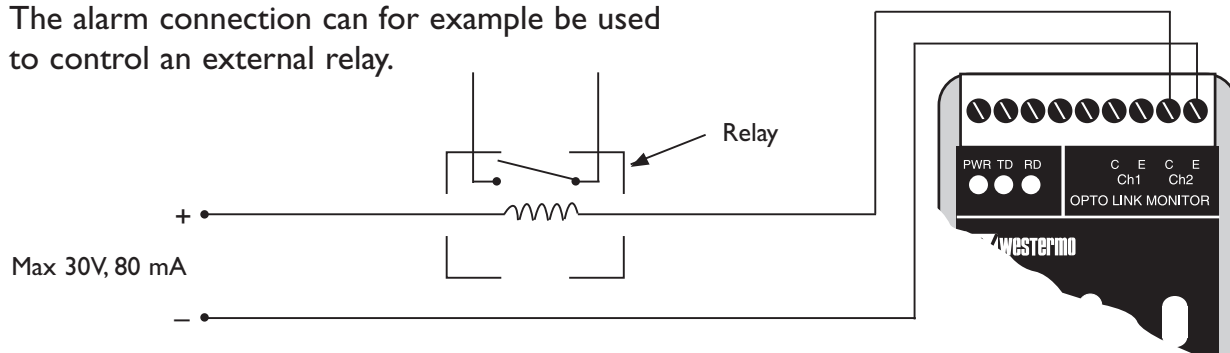 The alarm connection can for example be used
to control an external relay.
Relay
+
Max 30V, 80 mA
–
PWR TD RD
C E C E
Ch1 Ch2
OPTO LINK MONITOR
westermo